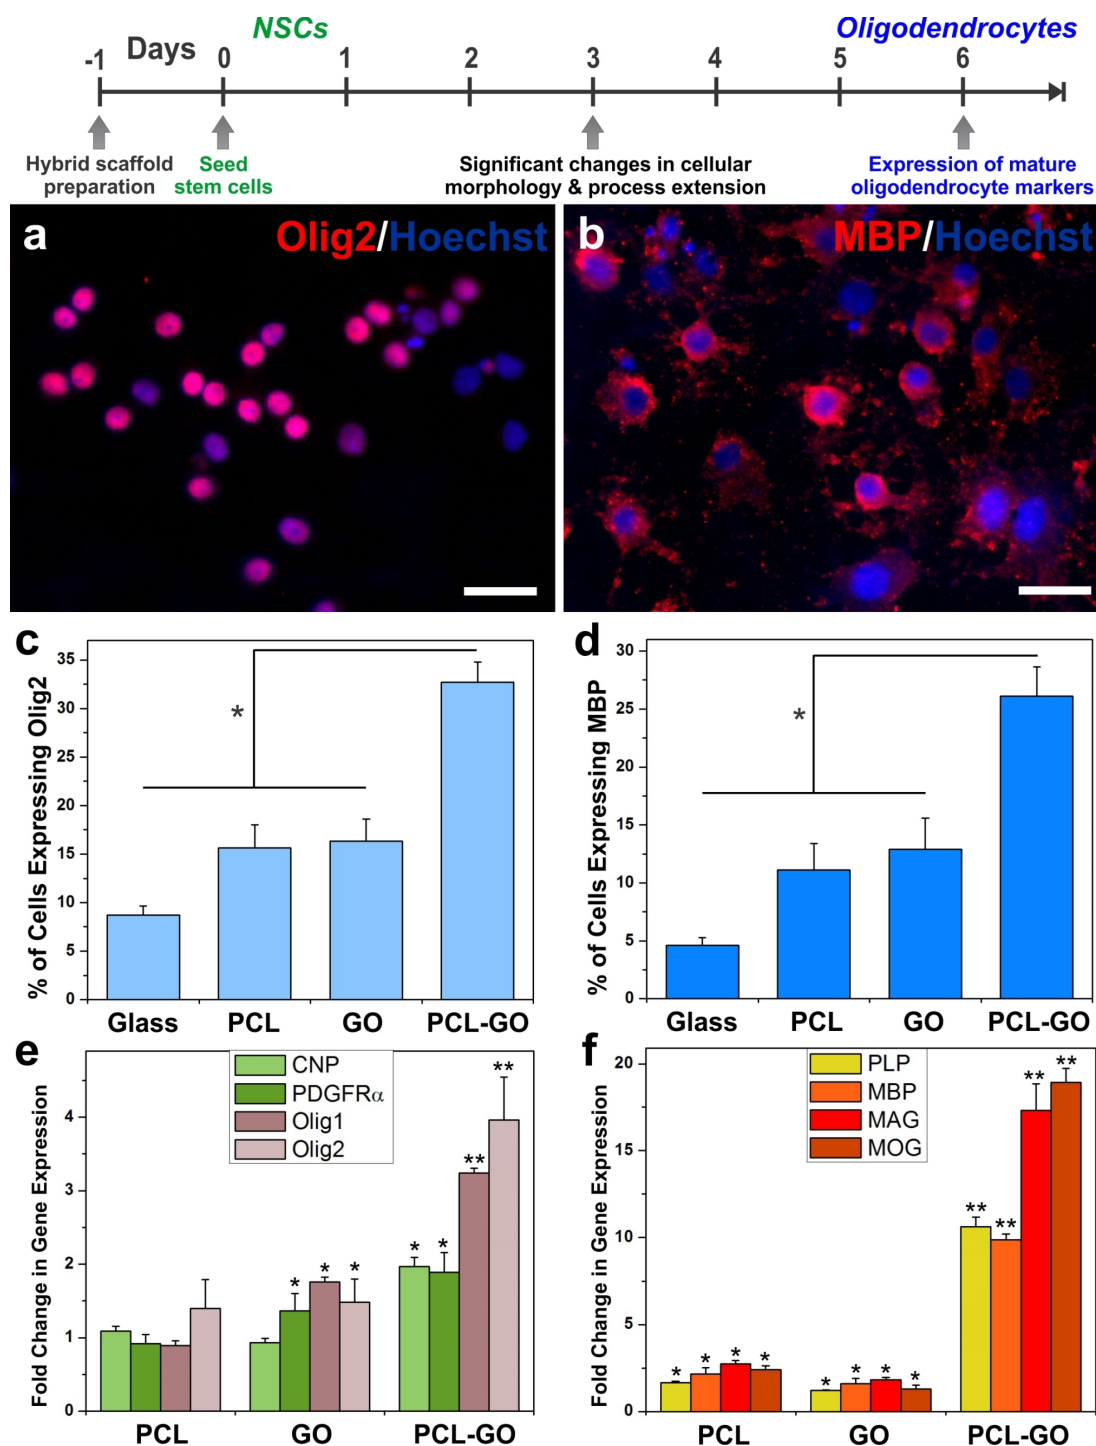 NSCs
Oligodendrocytes
Days
-1 0 1 2 3 4 5 6
Hybrid scaffold
preparation
Seed
stem cells
Significant changes in cellular
morphology & process extension
Expression of mature
oligodendrocyte markers
a
Olig2/Hoechst
b
MBP/Hoechst
c
% of Cells Expressing Olig2
35
30
25
20
15
10
5
0
*
Glass PCL GO PCL-GO
d
% of Cells Expressing MBP
30
25
20
15
10
5
0
*
Glass PCL GO PCL-GO
e
Fold Change in Gene Expression
4
3
2
1
0
CNP
PDGFRα
Olig1
Olig2
* * *
* * ** **
PCL GO PCL-GO
f
Fold Change in Gene Expression
20
15
10
5
0
PLP
MBP
MAG
MOG
* * * *
* * * *
** ** ** **
PCL GO PCL-GO